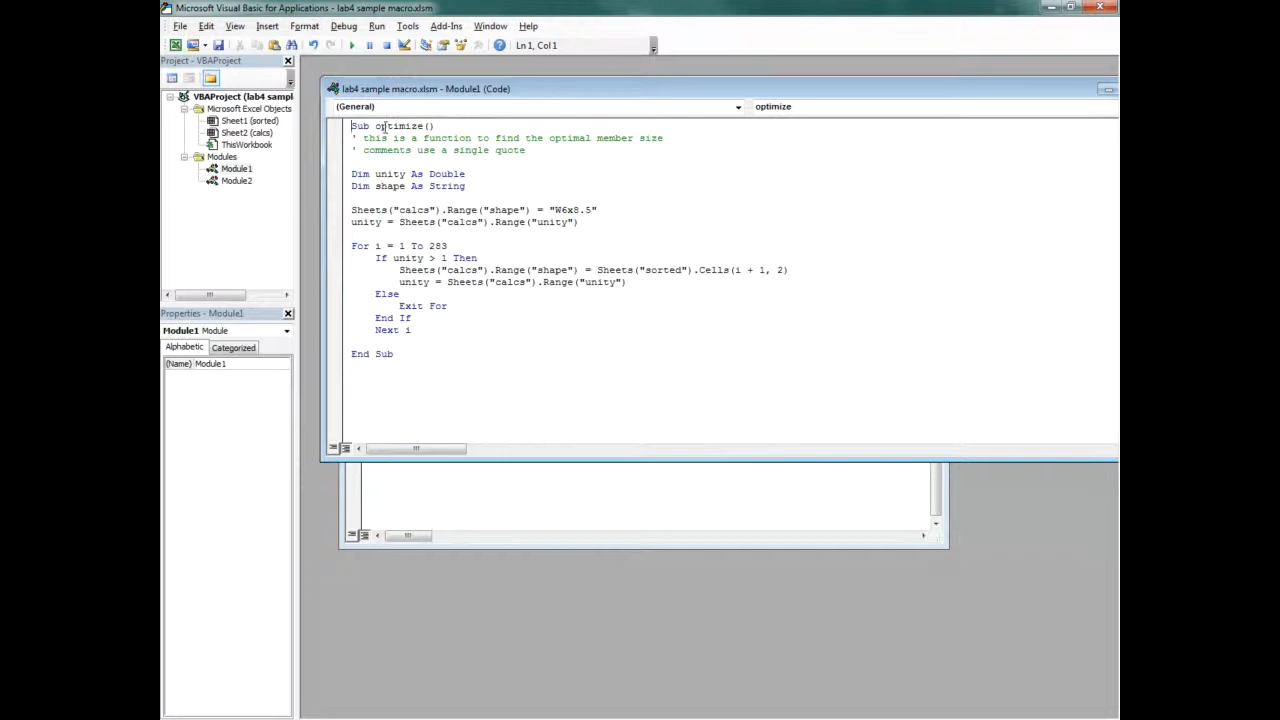 Microsoft Visual Basic for Applications - lab4 sample macro.xlsm
File Edit View Insert Format Debug Run Tools Add-Ins Window Help
Ln 1, Col 1
Project - VBAProject
VBAProject (lab4 sampl
Microsoft Excel Objects
Sheet1 (sorted)
Sheet2 (calcs)
ThisWorkbook
Modules
Module1
Module2
Properties - Module1
Module1 Module
Alphabetic Categorized
(Name) Module1
lab4 sample macro.xlsm - Module1 (Code)
(General) optimize
Sub optimize()
' this is a function to find the optimal member size
' comments use a single quote
Dim unity As Double
Dim shape As String
Sheets("calcs").Range("shape") = "W6x8.5"
unity = Sheets("calcs").Range("unity")
For i = 1 To 283
If unity > 1 Then
Sheets("calcs").Range("shape") = Sheets("sorted").Cells(i + 1, 2)
unity = Sheets("calcs").Range("unity")
Else
Exit For
End If
Next i
End Sub